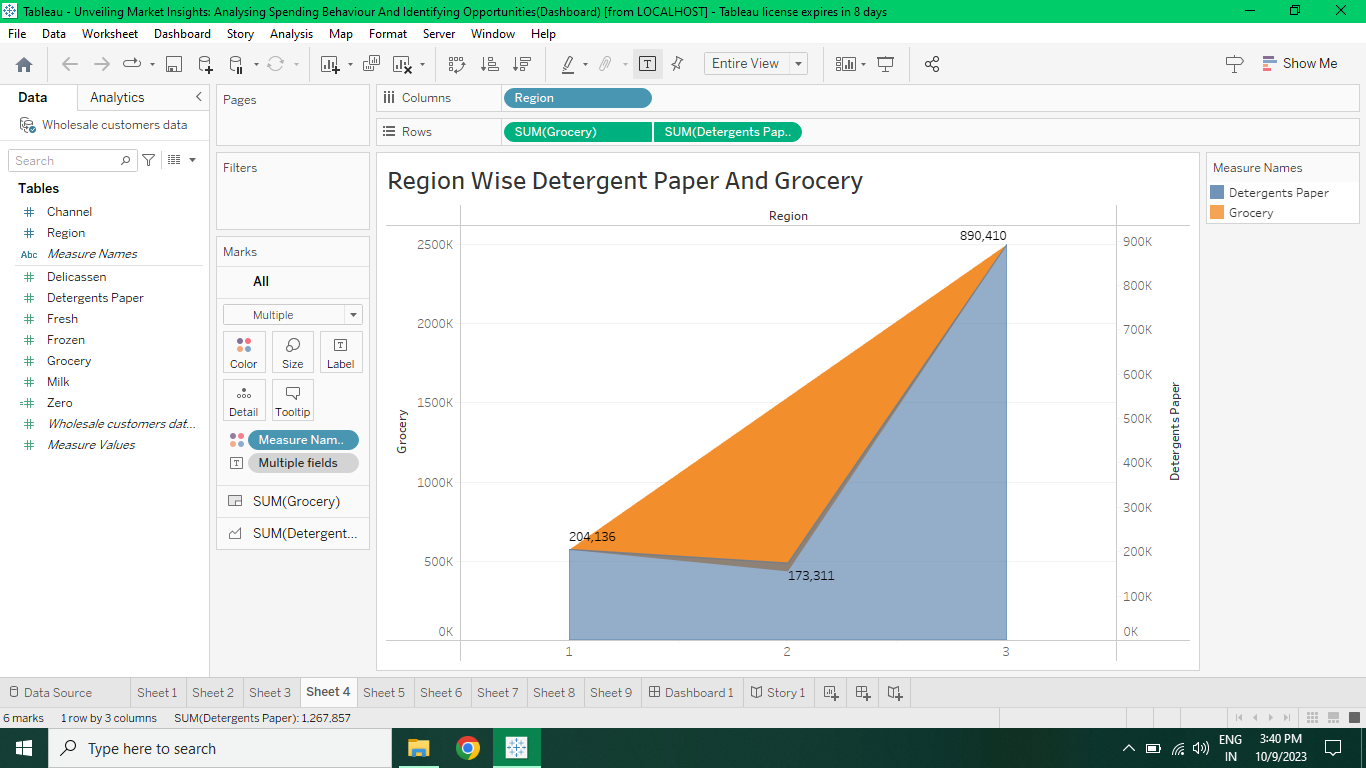 Tableau - Unveiling Market Insights: Analysing Spending Behaviour And Identifying Opportunities(Dashboard) [from LOCALHOST] - Tableau license expires in 8 days
File Data Worksheet Dashboard Story Analysis Map Format Server Window Help
Entire View
Show Me
Data Analytics
Wholesale customers data
Search
Tables
Channel
Region
Abc Measure Names
Delicassen
Detergents Paper
Fresh
Frozen
Grocery
Milk
Zero
Wholesale customers dat...
Measure Values
Pages
Filters
Marks
All
Multiple
Color Size Label
Detail Tooltip
Measure Nam..
Multiple fields
SUM(Grocery)
SUM(Detergent...
Columns Region
Rows SUM(Grocery) SUM(Detergents Pap..
Region Wise Detergent Paper And Grocery
Region
2500K
2000K
1500K
1000K
500K
0K
Grocery
890,410
204,136
173,311
900K
800K
700K
600K
500K
400K
300K
200K
100K
0K
Detergents Paper
1 2 3
Measure Names
Detergents Paper
Grocery
Data Source Sheet 1 Sheet 2 Sheet 3 Sheet 4 Sheet 5 Sheet 6 Sheet 7 Sheet 8 Sheet 9 Dashboard 1 Story 1
6 marks 1 row by 3 columns SUM(Detergents Paper): 1,267,857
Type here to search
ENG
IN
3:40 PM
10/9/2023